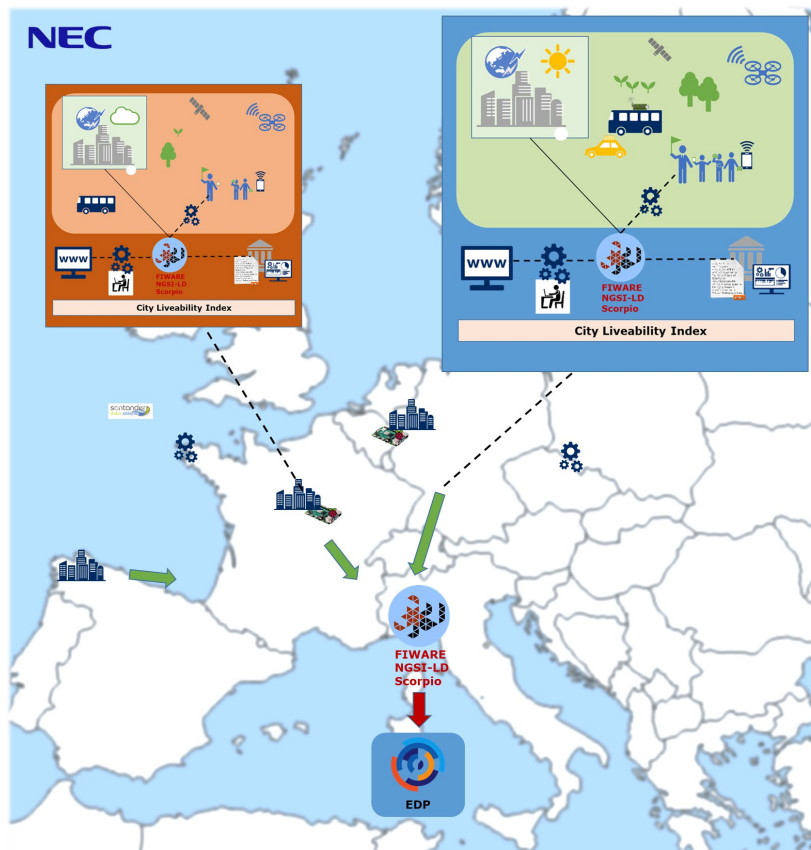 NEC
www
FIWARE
NGSI-LD
Scorpio
City Liveability Index
www
FIWARE
NGSI-LD
Scorpio
City Liveability Index
santander
FIWARE
NGSI-LD
Scorpio
EDP